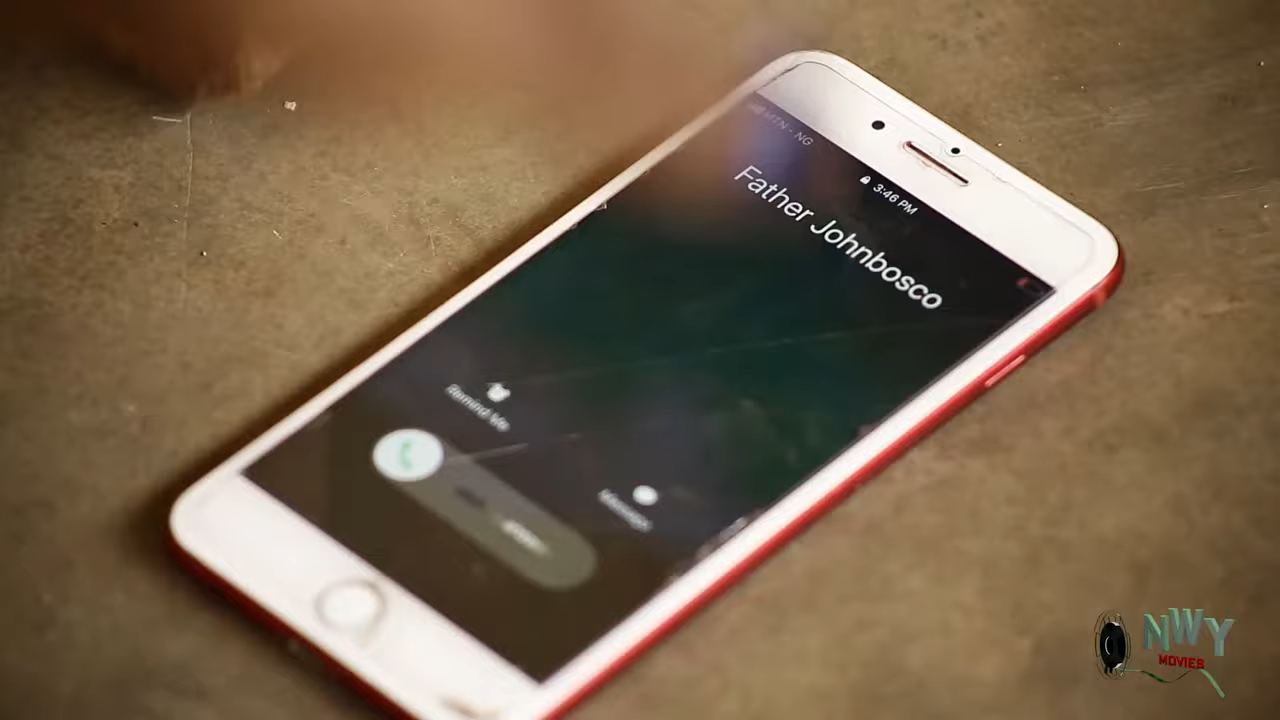 MTN - NG
3:46 PM
Father Johnbosco
Remind Me
Message
NWY
MOVIES